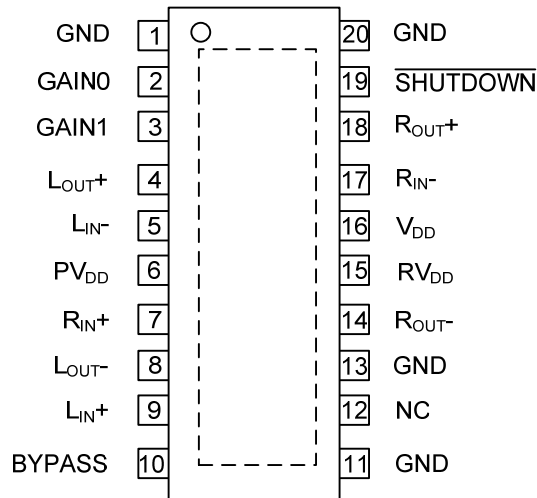 GND 1 20 GND
GAIN0 2 19 SHUTDOWN
GAIN1 3 18 ROUT+
LOUT+ 4 17 RIN-
LIN- 5 16 VDD
PVDD 6 15 RVDD
RIN+ 7 14 ROUT-
LOUT- 8 13 GND
LIN+ 9 12 NC
BYPASS 10 11 GND